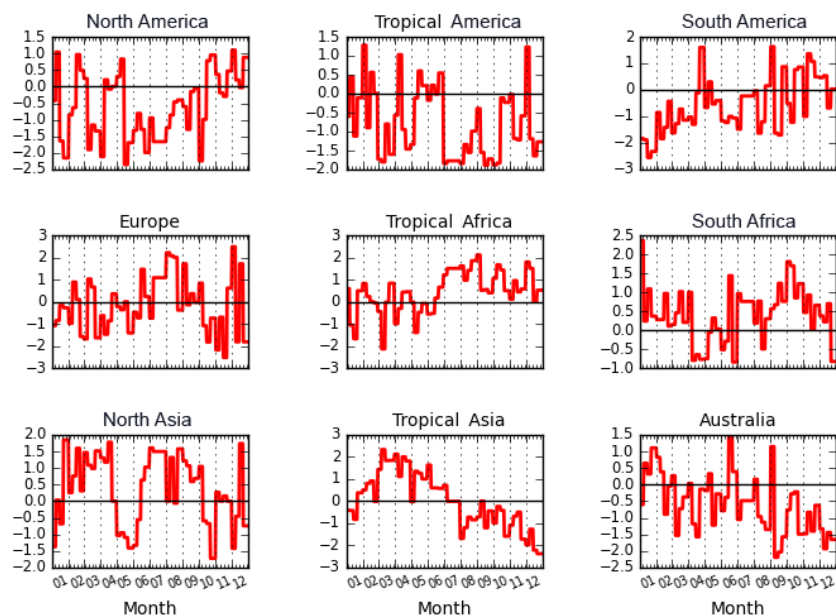 North America Tropical America South America
1.5 1.5 2
1.0 1.0
0.5 0.5 1
0.0 0.0 0
−0.5 −0.5
−1.0 −1.0 −1
−1.5 −1.5 −2
−2.0
−2.5 −2.0 −3
Europe Tropical Africa South Africa
3 3 2.5
2 2 2.0
1 1 1.5
0 0 1.0
−1 −1 0.5
−2 −2 0.0
−3 −3 −0.5
−1.0
North Asia Tropical Asia Australia
2.0 3 1.5
1.5 2 1.0
1.0 1 0.5
0.5 0 0.0
0.0 −1 −0.5
−0.5 −2 −1.0
−1.0 −3 −1.5
−1.5 −2.0
−2.0 −2.5
01 02 03 04 05 06 07 08 09 10 11 12 01 02 03 04 05 06 07 08 09 10 11 12 01 02 03 04 05 06 07 08 09 10 11 12
Month Month Month